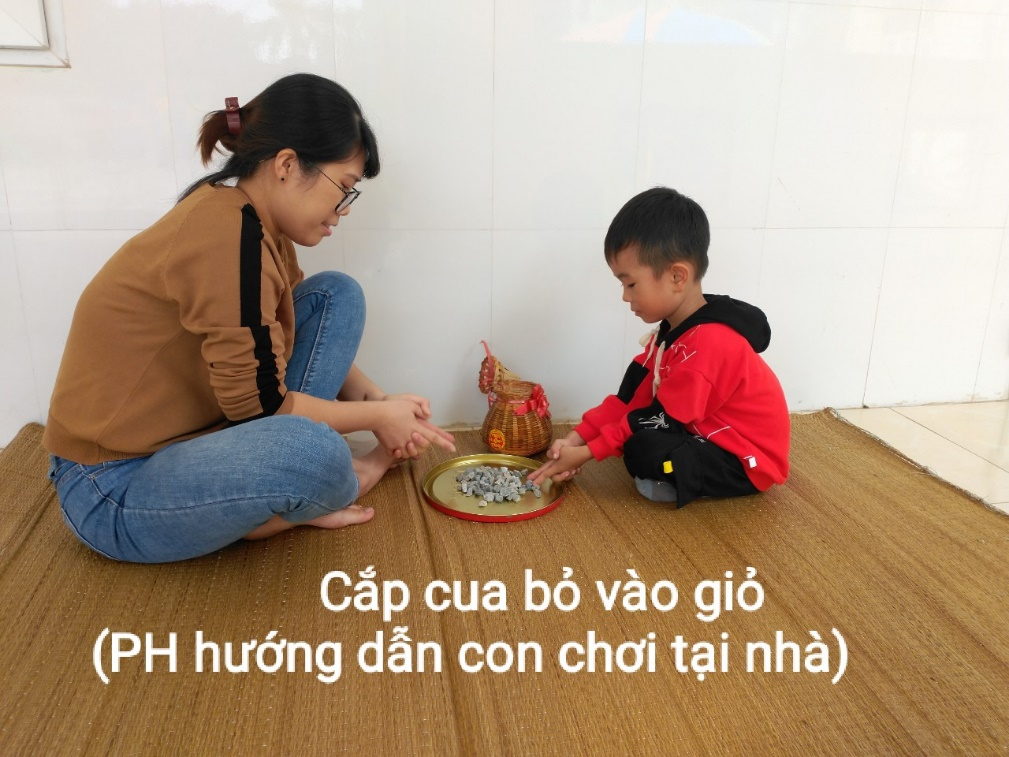 Cắp cua bỏ vào giỏ
(PH hướng dẫn con chơi tại nhà)